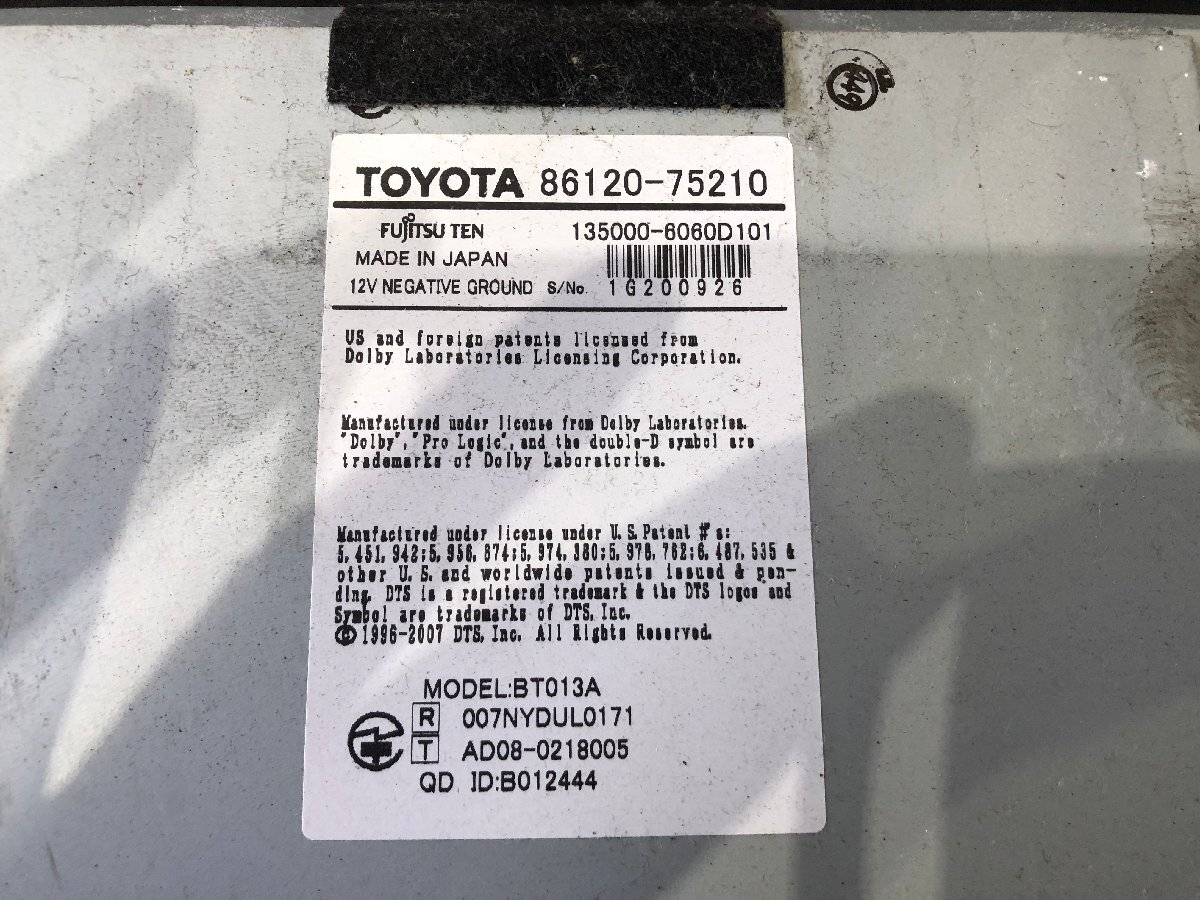 449
TOYOTA 86120-75210
FUJITSU TEN 135000-6060D101
MADE IN JAPAN
12V NEGATIVE GROUND S/No. 1G200926
US and foreign patents licensed from
Dolby Laboratories Licensing Corporation.
Manufactured under license from Dolby Laboratories.
"Dolby", "Pro Logic", and the double-D symbol are
trademarks of Dolby Laboratories.
Manufactured under license under U.S. Patent #'s:
5,451,942;5,956,674;5,974,380;5,978,762;6,487,535 &
other U.S. and worldwide patents issued & pen-
ding. DTS is a registered trademark & the DTS logos and
Symbol are trademarks of DTS, Inc.
© 1996-2007 DTS, Inc. All Rights Reserved.
MODEL:BT013A
R 007NYDUL0171
T AD08-0218005
QD ID:B012444